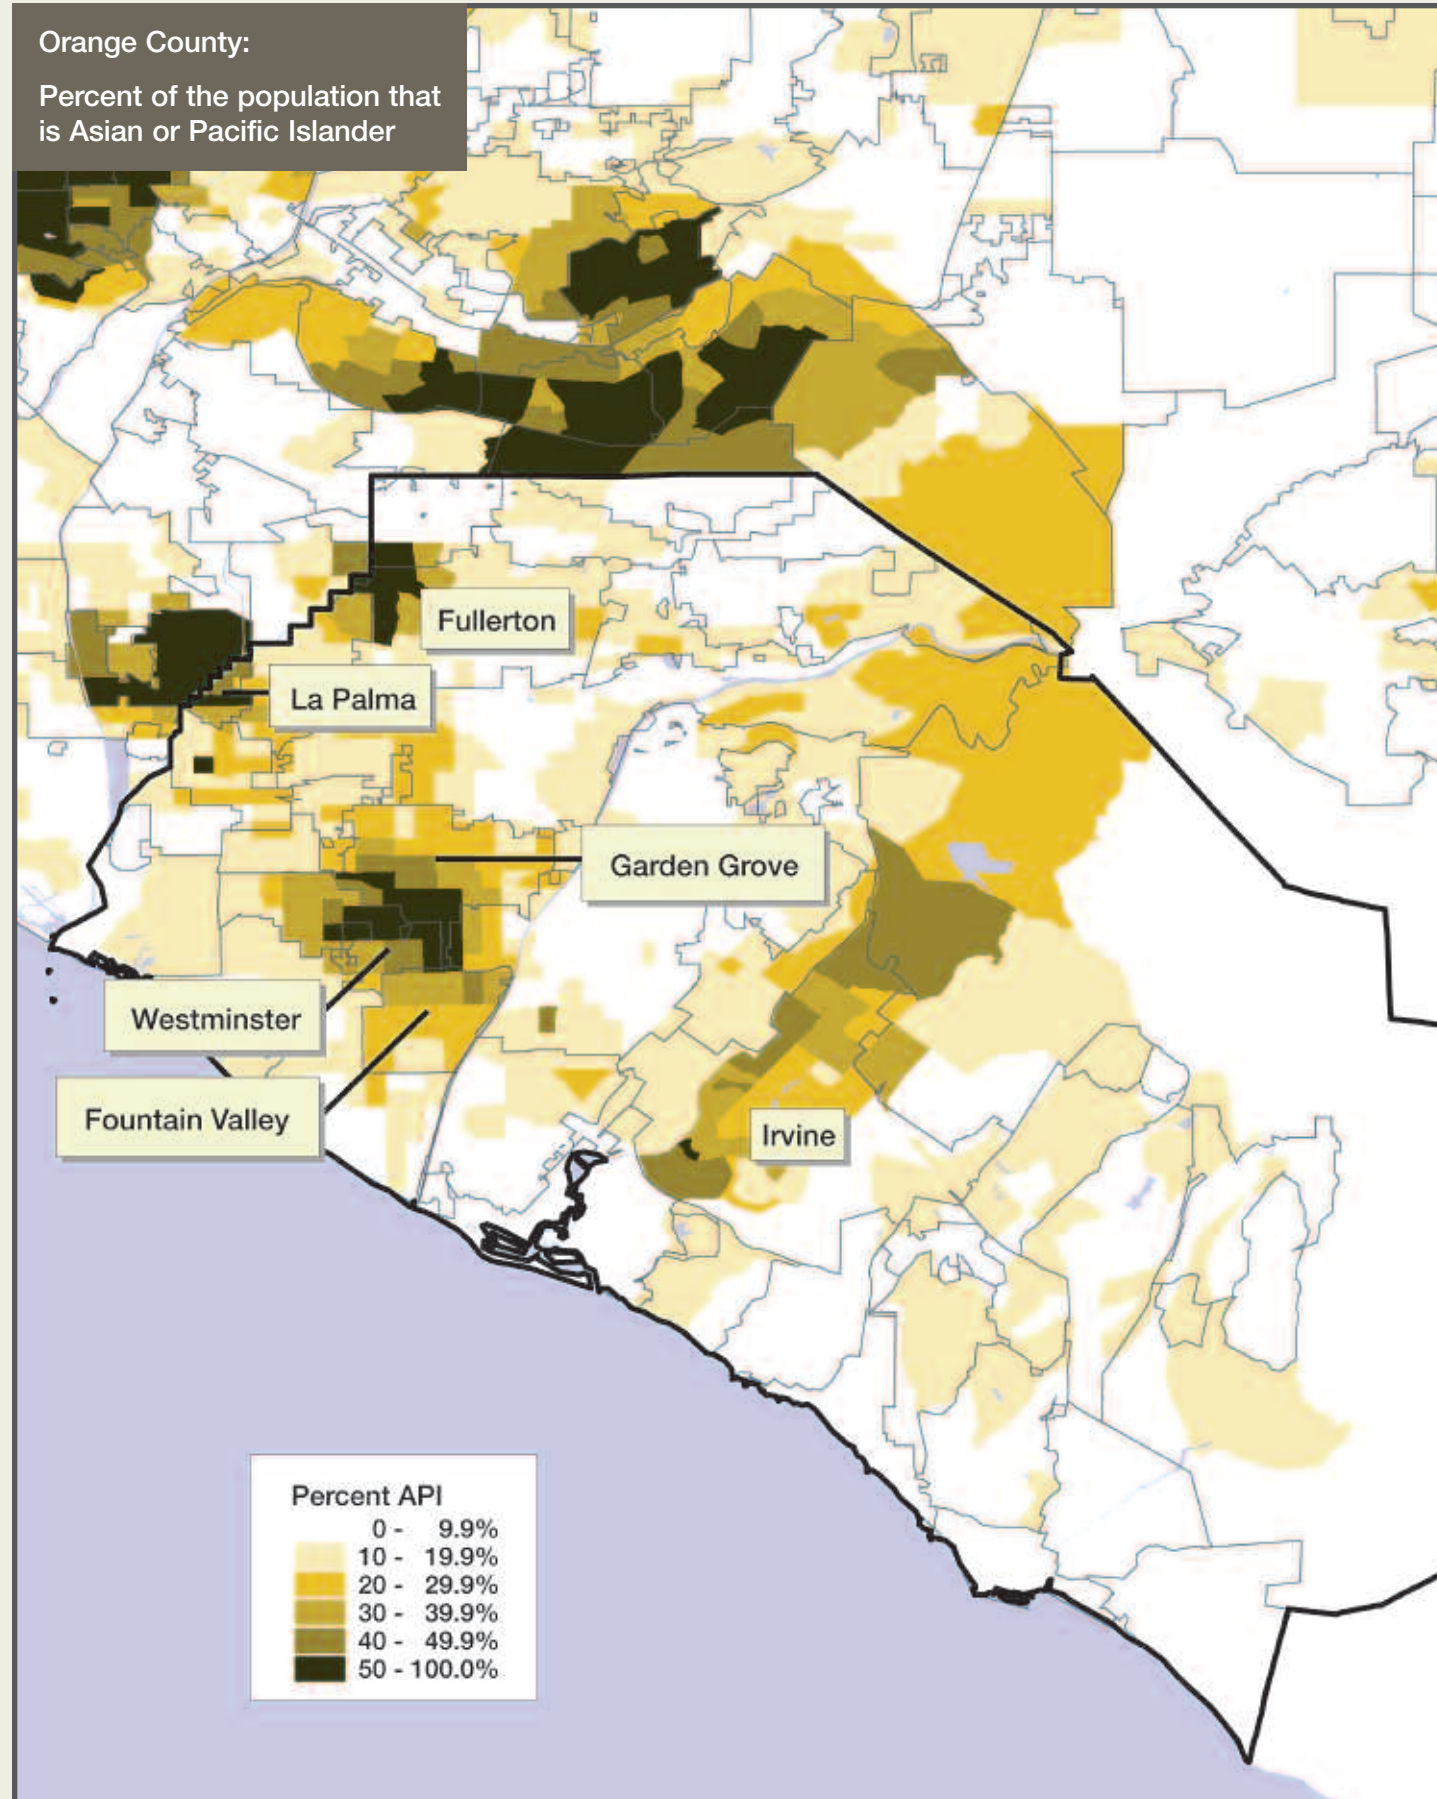 Orange County:
Percent of the population that
is Asian or Pacific Islander
Fullerton
La Palma
Garden Grove
Westminster
Fountain Valley
Irvine
Percent API
0 - 9.9%
10 - 19.9%
20 - 29.9%
30 - 39.9%
40 - 49.9%
50 - 100.0%